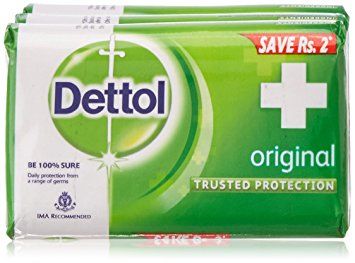 SAVE Rs. 2*
Dettol
original
TRUSTED PROTECTION
BE 100% SURE
Daily protection from
a range of germs
IMA RECOMMENDED